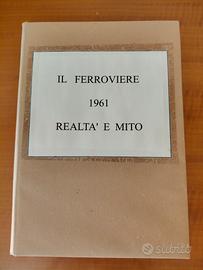 IL FERROVIERE
1961
REALTA' E MITO
subito